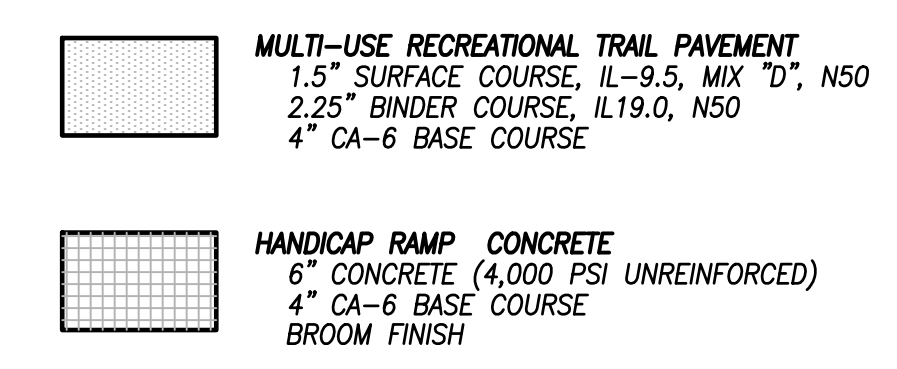 MULTI-USE RECREATIONAL TRAIL PAVEMENT
1.5" SURFACE COURSE, IL-9.5, MIX "D", N50
2.25" BINDER COURSE, IL19.0, N50
4" CA-6 BASE COURSE
HANDICAP RAMP CONCRETE
6" CONCRETE (4,000 PSI UNREINFORCED)
4" CA-6 BASE COURSE
BROOM FINISH